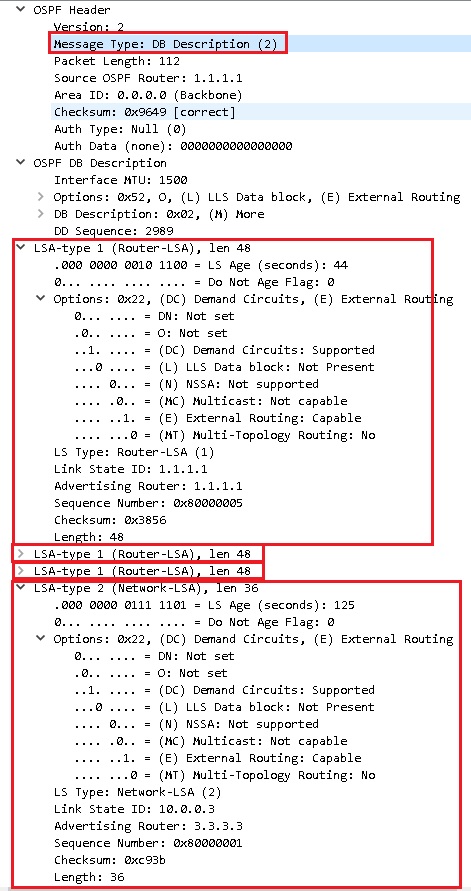 OSPF Header
Version: 2
Message Type: DB Description (2)
Packet Length: 112
Source OSPF Router: 1.1.1.1
Area ID: 0.0.0.0 (Backbone)
Checksum: 0x9649 [correct]
Auth Type: Null (0)
Auth Data (none): 0000000000000000
OSPF DB Description
Interface MTU: 1500
Options: 0x52, O, (L) LLS Data block, (E) External Routing
DB Description: 0x02, (M) More
DD Sequence: 2989
LSA-type 1 (Router-LSA), len 48
.000 0000 0010 1100 = LS Age (seconds): 44
0... .... .... .... = Do Not Age Flag: 0
Options: 0x22, (DC) Demand Circuits, (E) External Routing
0... .... = DN: Not set
.0.. .... = O: Not set
..1. .... = (DC) Demand Circuits: Supported
...0 .... = (L) LLS Data block: Not Present
.... 0... = (N) NSSA: Not supported
.... .0.. = (MC) Multicast: Not capable
.... ..1. = (E) External Routing: Capable
.... ...0 = (MT) Multi-Topology Routing: No
LS Type: Router-LSA (1)
Link State ID: 1.1.1.1
Advertising Router: 1.1.1.1
Sequence Number: 0x80000005
Checksum: 0x3856
Length: 48
LSA-type 1 (Router-LSA), len 48
LSA-type 1 (Router-LSA), len 48
LSA-type 2 (Network-LSA), len 36
.000 0000 0111 1101 = LS Age (seconds): 125
0... .... .... .... = Do Not Age Flag: 0
Options: 0x22, (DC) Demand Circuits, (E) External Routing
0... .... = DN: Not set
.0.. .... = O: Not set
..1. .... = (DC) Demand Circuits: Supported
...0 .... = (L) LLS Data block: Not Present
.... 0... = (N) NSSA: Not supported
.... .0.. = (MC) Multicast: Not capable
.... ..1. = (E) External Routing: Capable
.... ...0 = (MT) Multi-Topology Routing: No
LS Type: Network-LSA (2)
Link State ID: 10.0.0.3
Advertising Router: 3.3.3.3
Sequence Number: 0x80000001
Checksum: 0xc93b
Length: 36